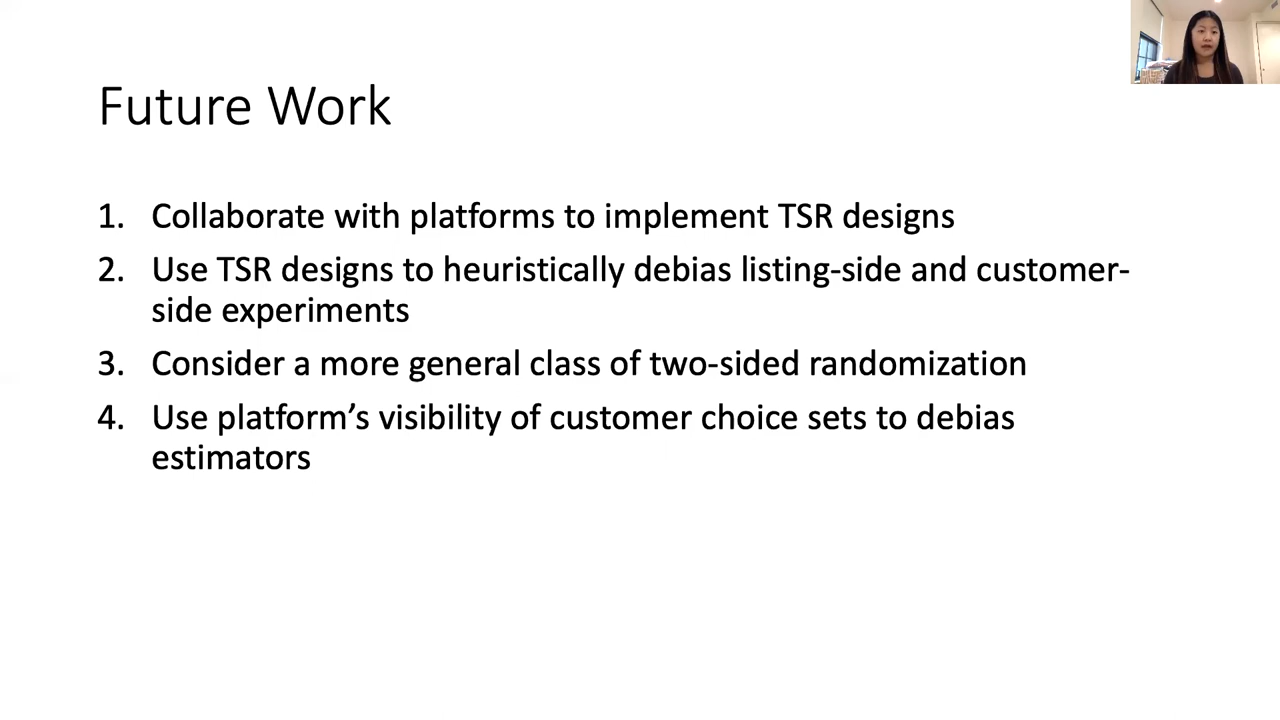 Future Work
1. Collaborate with platforms to implement TSR designs
2. Use TSR designs to heuristically debias listing-side and customer-
side experiments
3. Consider a more general class of two-sided randomization
4. Use platform’s visibility of customer choice sets to debias
estimators